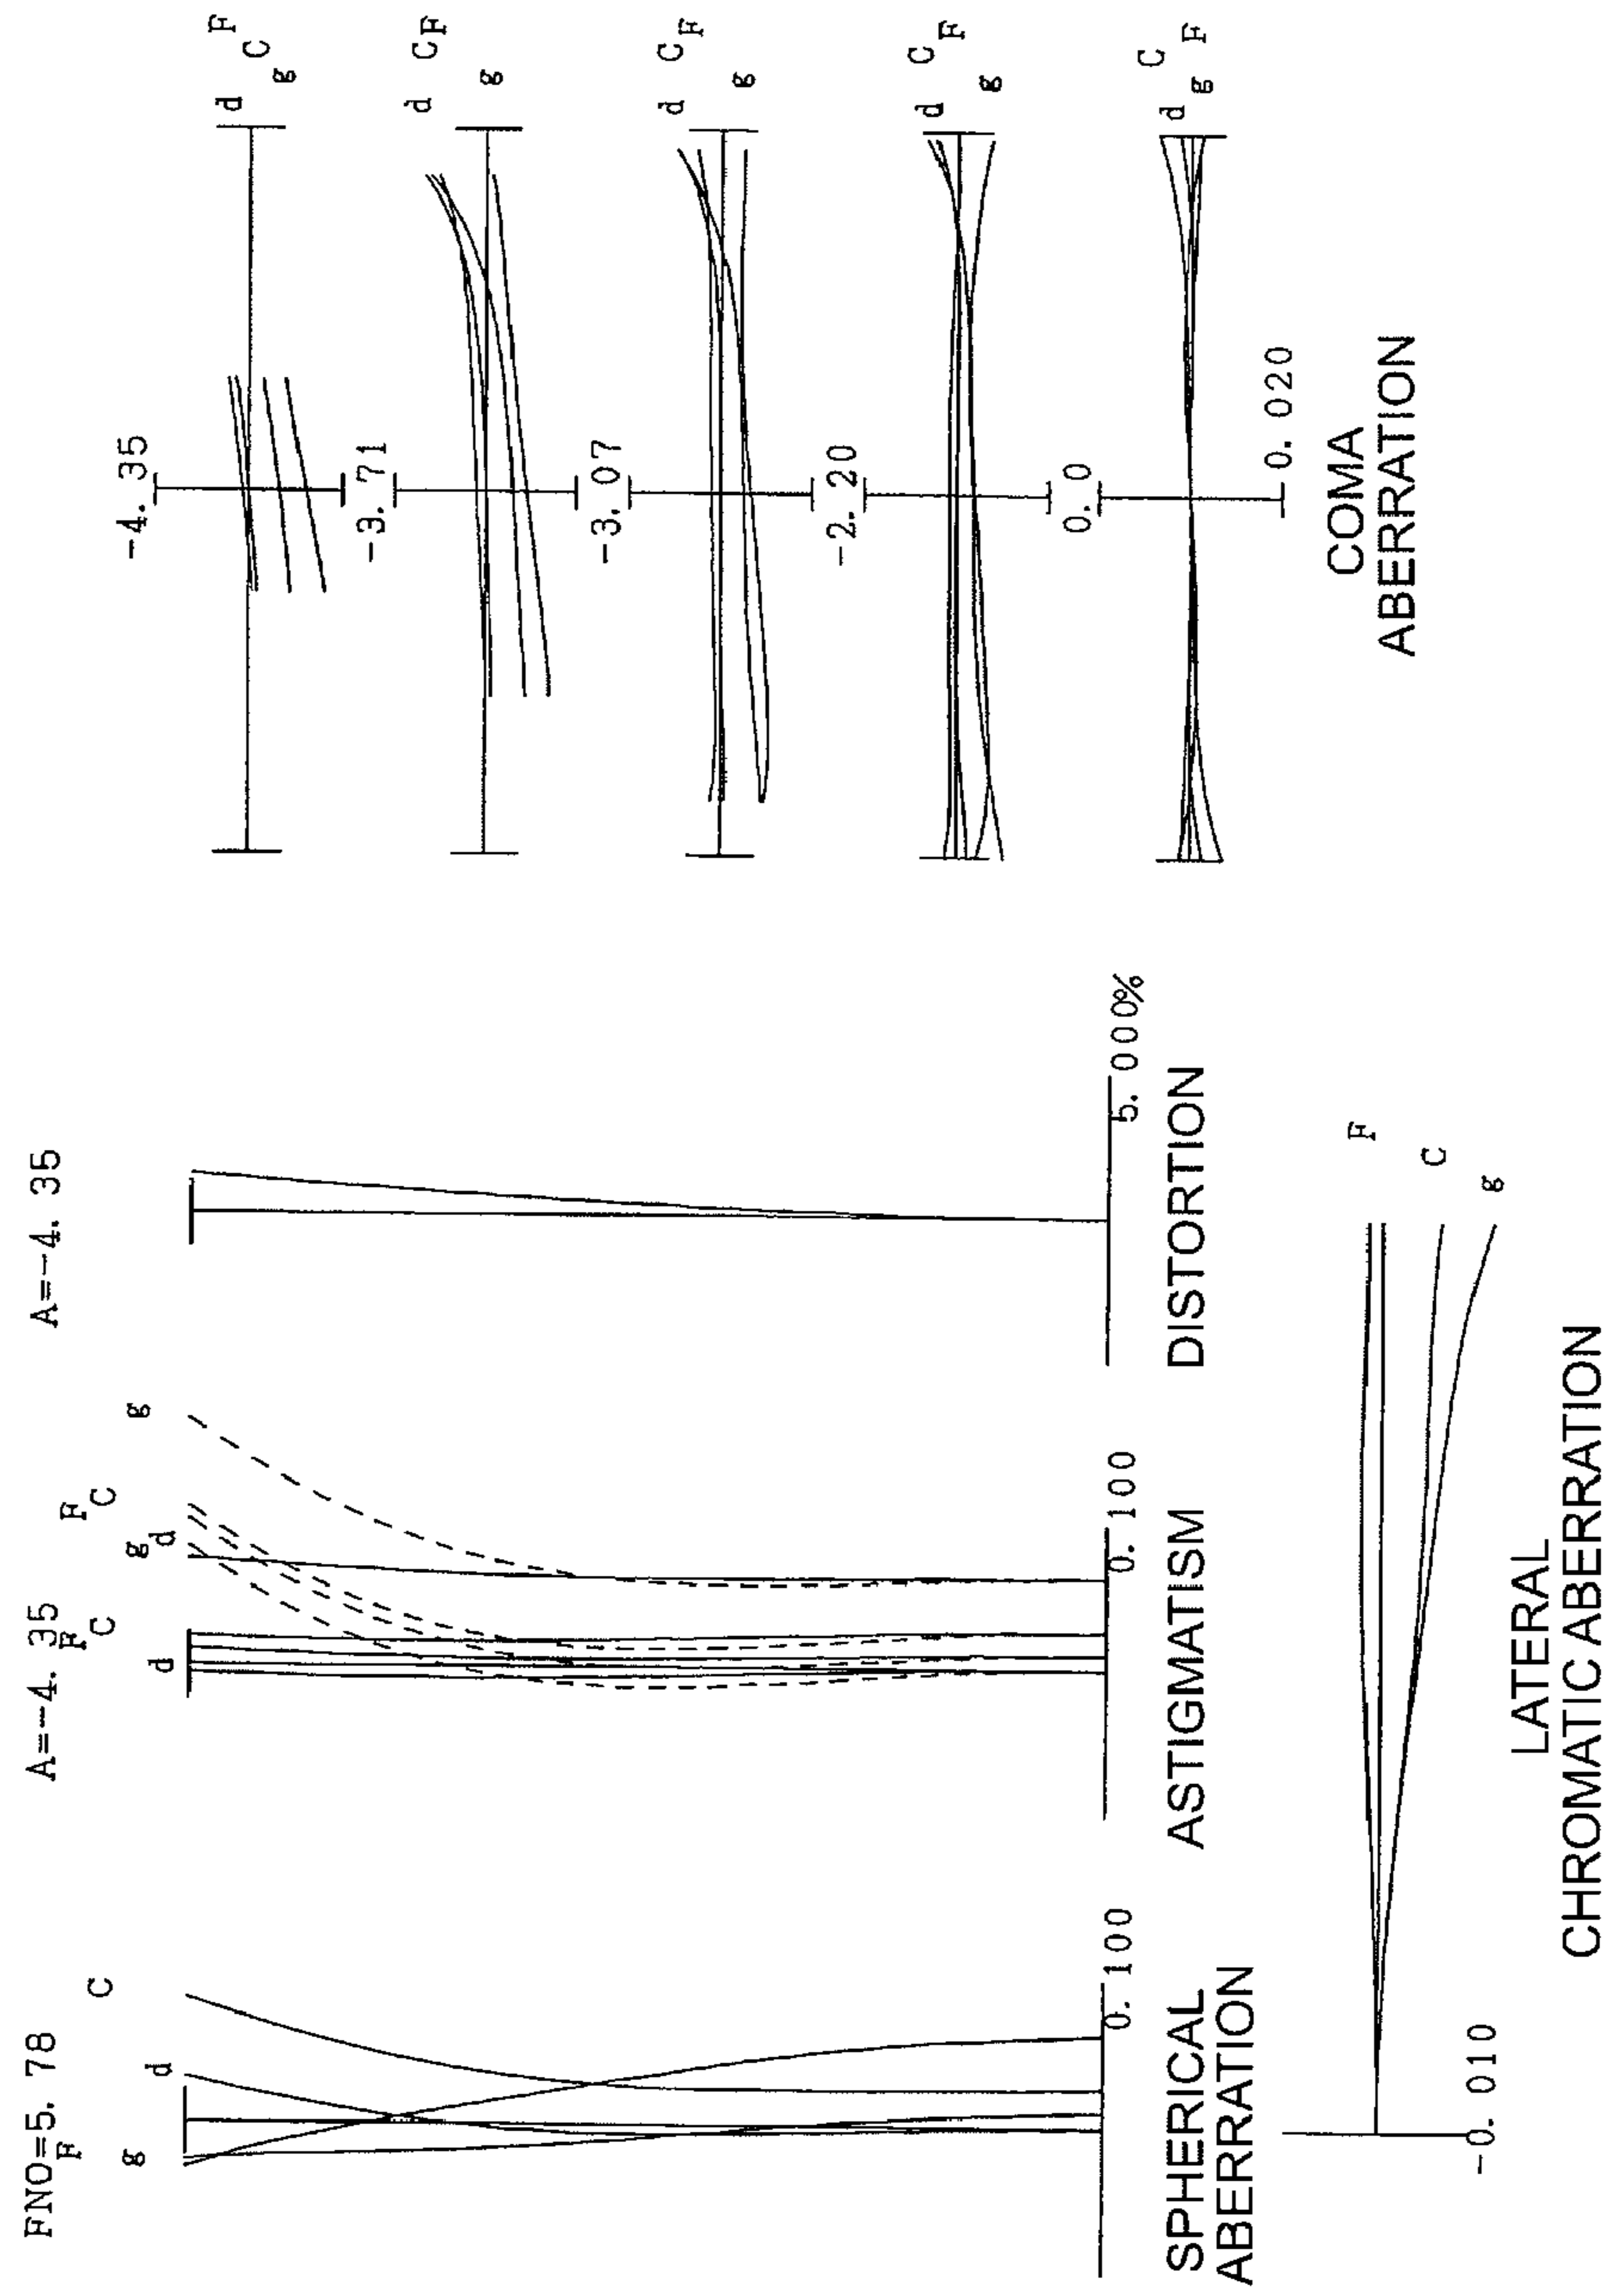 FNO=5. 78
F
g
d
C
0. 100
SPHERICAL
ABERRATION
A=-4. 35
d
F
C
g
d
F
C
g
0. 100
ASTIGMATISM
A=-4. 35
5. 000%
DISTORTION
-4. 35
d
F
C
g
-3. 71
d
C
F
g
-3. 07
d
C
F
g
-2. 20
d
C
F
g
0. 0
d
C
g
F
0. 020
COMA
ABERRATION
F
C
g
-0. 010
LATERAL
CHROMATIC ABERRATION